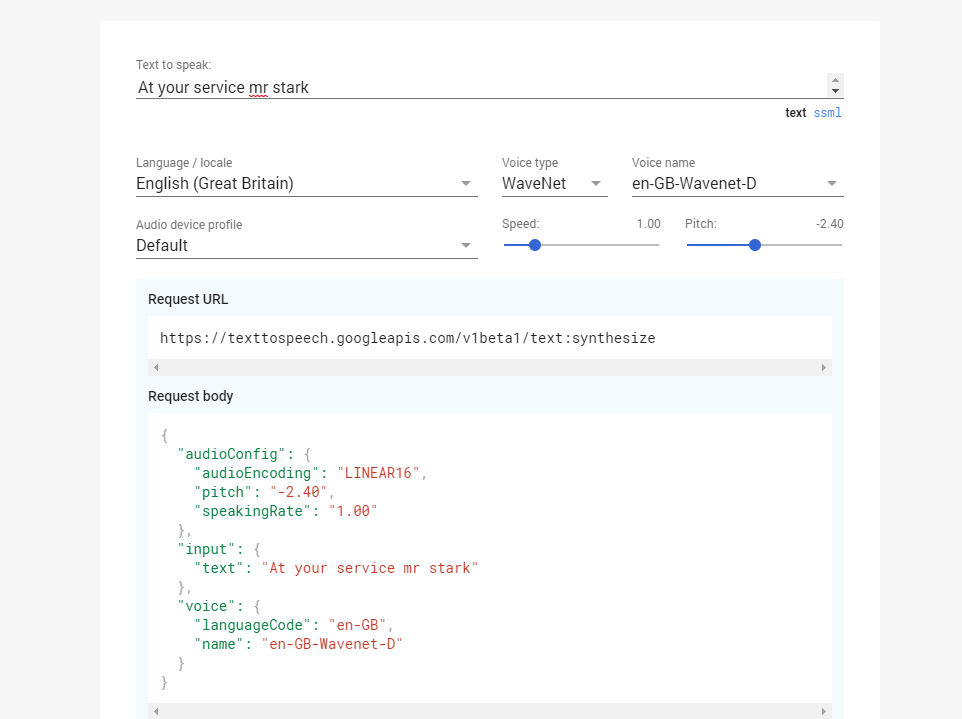 Text to speak:
At your service mr stark
text ssml
Language / locale
Voice type
Voice name
English (Great Britain)
WaveNet
en-GB-Wavenet-D
Audio device profile
Speed: 1.00
Pitch: -2.40
Default
Request URL
https://texttospeech.googleapis.com/v1beta1/text:synthesize
Request body
{
  "audioConfig": {
    "audioEncoding": "LINEAR16",
    "pitch": "-2.40",
    "speakingRate": "1.00"
  },
  "input": {
    "text": "At your service mr stark"
  },
  "voice": {
    "languageCode": "en-GB",
    "name": "en-GB-Wavenet-D"
  }
}